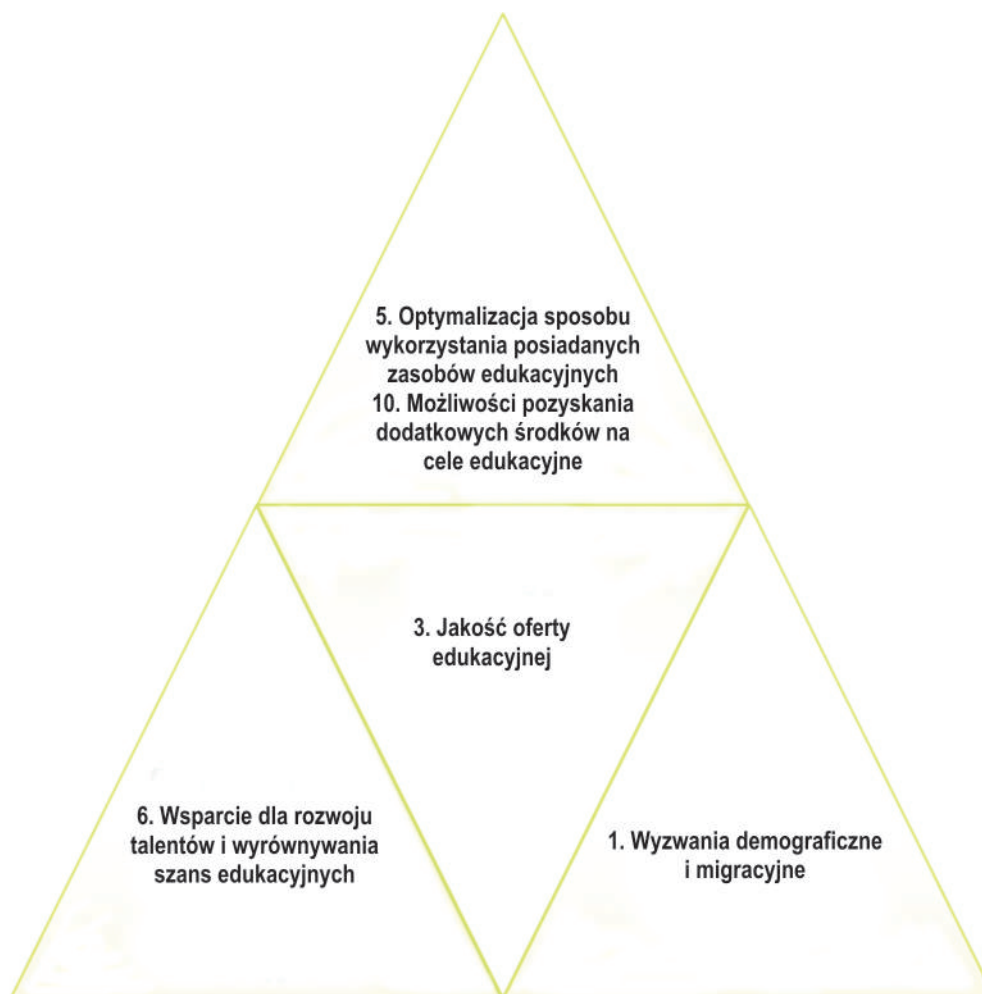 5. Optymalizacja sposobu
wykorzystania posiadanych
zasobów edukacyjnych
10. Możliwości pozyskania
dodatkowych środków na
cele edukacyjne
3. Jakość oferty
edukacyjnej
6. Wsparcie dla rozwoju
talentów i wyrównywania
szans edukacyjnych
1. Wyzwania demograficzne
i migracyjne